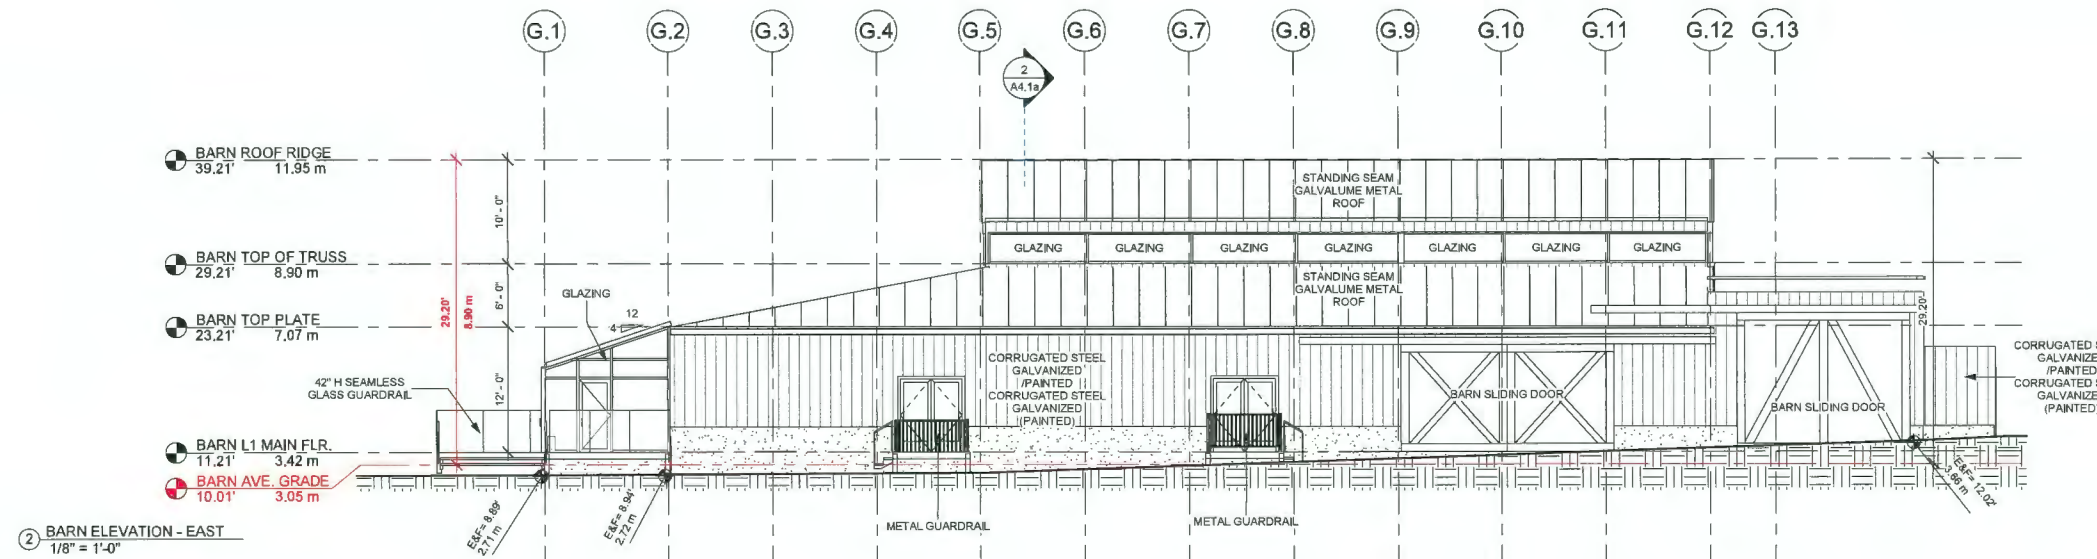 G.1 G.2 G.3 G.4 G.5 G.6 G.7 G.8 G.9 G.10 G.11 G.12 G.13
2
A4.1a
BARN ROOF RIDGE
39.21' 11.95 m
10' - 0"
STANDING SEAM
GALVALUME METAL
ROOF
BARN TOP OF TRUSS
29.21' 8.90 m
GLAZING GLAZING GLAZING GLAZING GLAZING GLAZING GLAZING
STANDING SEAM
GALVALUME METAL
ROOF
29.20'
8.90 m
6' - 0"
GLAZING
12
4
29.20'
BARN TOP PLATE
23.21' 7.07 m
12' - 0"
42" H SEAMLESS
GLASS GUARDRAIL
CORRUGATED STEEL
GALVANIZED
/PAINTED
CORRUGATED STEEL
GALVANIZED
(PAINTED)
BARN SLIDING DOOR
BARN SLIDING DOOR
CORRUGATED S
GALVANIZE
/PAINTED
CORRUGATED S
GALVANIZE
(PAINTED)
BARN L1 MAIN FLR.
11.21' 3.42 m
BARN AVE. GRADE
10.01' 3.05 m
E&F= 8.89'
2.71 m
E&F= 8.94'
2.72 m
E&F= 12.02'
3.66 m
METAL GUARDRAIL
METAL GUARDRAIL
2 BARN ELEVATION - EAST
1/8" = 1'-0"